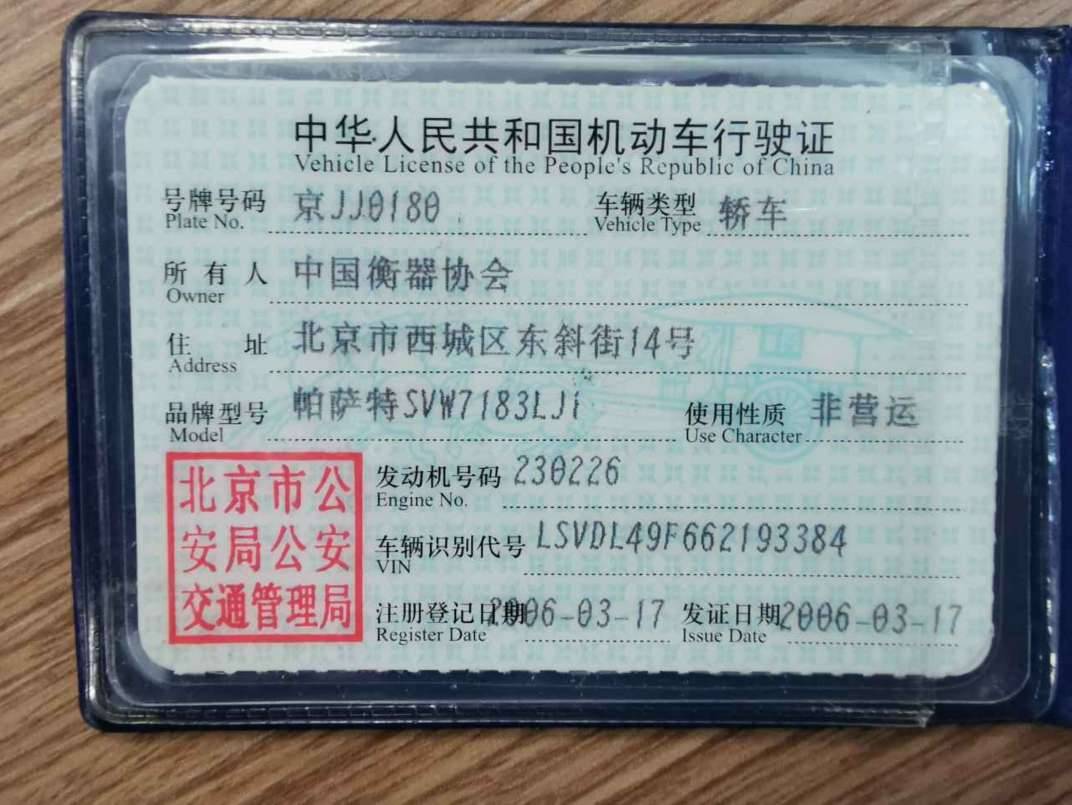 中华人民共和国机动车行驶证
Vehicle License of the People's Republic of China
号牌号码 京JJ0180 车辆类型 轿车
Plate No. Vehicle Type
所有人 中国衡器协会
Owner
住址 北京市西城区东斜街14号
Address
品牌型号 帕萨特SVW7183LJi 使用性质 非营运
Model Use Character
发动机号码 230226
Engine No.
车辆识别代号 LSVDL49F662193384
VIN
注册登记日期 2006-03-17 发证日期 2006-03-17
Register Date Issue Date
北京市公
安局公安
交通管理局